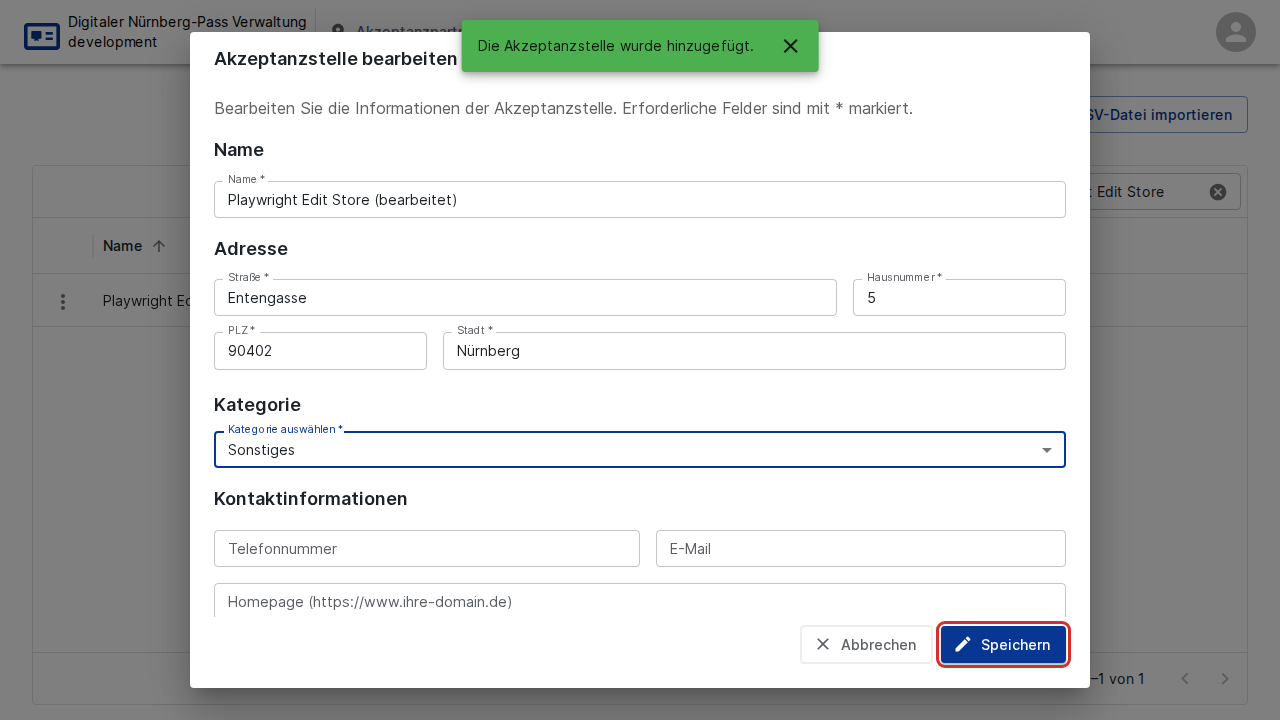 Digitaler Nürnberg-Pass Verwaltung
development
Akzeptanzpartner
Die Akzeptanzstelle wurde hinzugefügt.
Akzeptanzstelle bearbeiten
Bearbeiten Sie die Informationen der Akzeptanzstelle. Erforderliche Felder sind mit * markiert.
SV-Datei importieren
Name
Name *
Playwright Edit Store (bearbeitet)
t Edit Store
Name
Adresse
Straße *
Entengasse
Hausnummer *
5
Playwright Ed
PLZ *
90402
Stadt *
Nürnberg
Kategorie
Kategorie auswählen *
Sonstiges
Kontaktinformationen
Telefonnummer
E-Mail
Homepage (https://www.ihre-domain.de)
Abbrechen
Speichern
–1 von 1